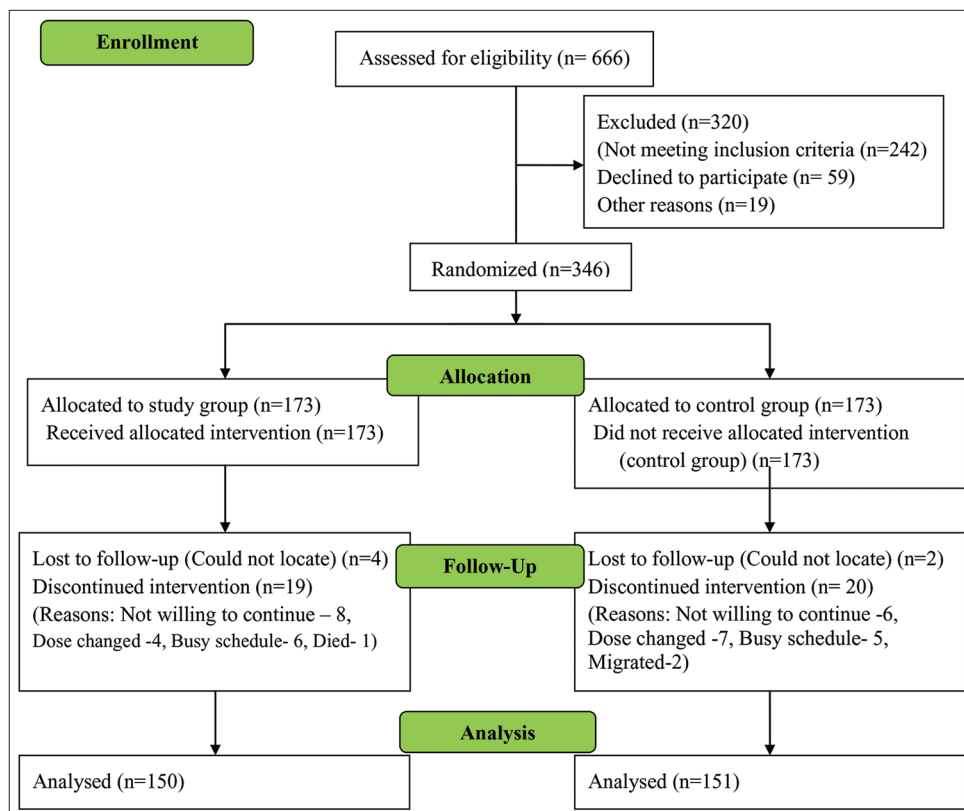 Enrollment
Assessed for eligibility (n= 666)
Excluded (n=320)
(Not meeting inclusion criteria (n=242)
Declined to participate (n= 59)
Other reasons (n=19)
Randomized (n=346)
Allocation
Allocated to study group (n=173)
Received allocated intervention (n=173)
Allocated to control group (n=173)
Did not receive allocated intervention
(control group) (n=173)
Follow-Up
Lost to follow-up (Could not locate) (n=4)
Discontinued intervention (n=19)
(Reasons: Not willing to continue – 8,
Dose changed -4, Busy schedule- 6, Died- 1)
Lost to follow-up (Could not locate) (n=2)
Discontinued intervention (n= 20)
(Reasons: Not willing to continue -6,
Dose changed -7, Busy schedule- 5,
Migrated-2)
Analysis
Analysed (n=150)
Analysed (n=151)